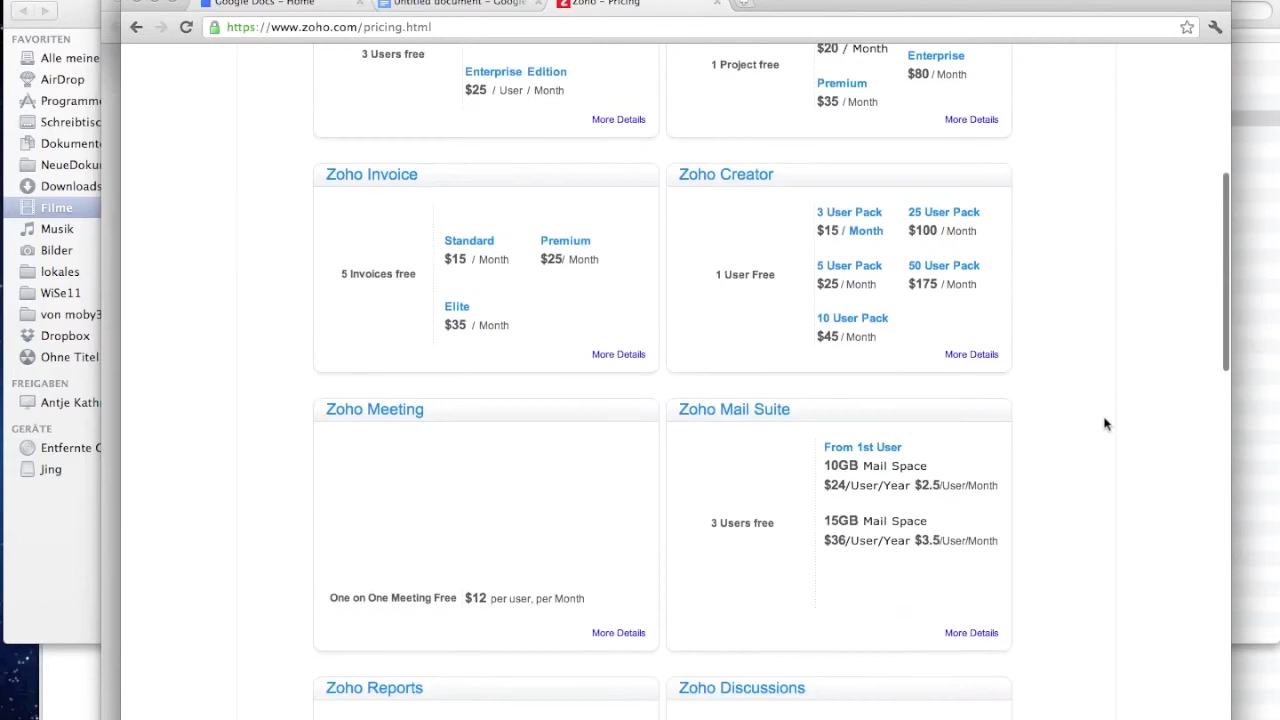 Google Docs - Home
Untitled document - Google
Zoho - Pricing
https://www.zoho.com/pricing.html
FAVORITEN
Alle meine
AirDrop
Programme
Schreibtisc
Dokumente
NeueDoku
Downloads
Filme
Musik
Bilder
lokales
WiSe11
von moby3
Dropbox
Ohne Titel
FREIGABEN
Antje Kath
GERÄTE
Entfernte C
Jing
3 Users free
Enterprise Edition
$25 / User / Month
More Details
1 Project free
$20 / Month
Enterprise
$80 / Month
Premium
$35 / Month
More Details
Zoho Invoice
5 Invoices free
Standard
$15 / Month
Premium
$25/ Month
Elite
$35 / Month
More Details
Zoho Creator
1 User Free
3 User Pack
$15 / Month
25 User Pack
$100 / Month
5 User Pack
$25 / Month
50 User Pack
$175 / Month
10 User Pack
$45 / Month
More Details
Zoho Meeting
One on One Meeting Free
$12 per user, per Month
More Details
Zoho Mail Suite
3 Users free
From 1st User
10GB Mail Space
$24/User/Year $2.5/User/Month
15GB Mail Space
$36/User/Year $3.5/User/Month
More Details
Zoho Reports
Zoho Discussions